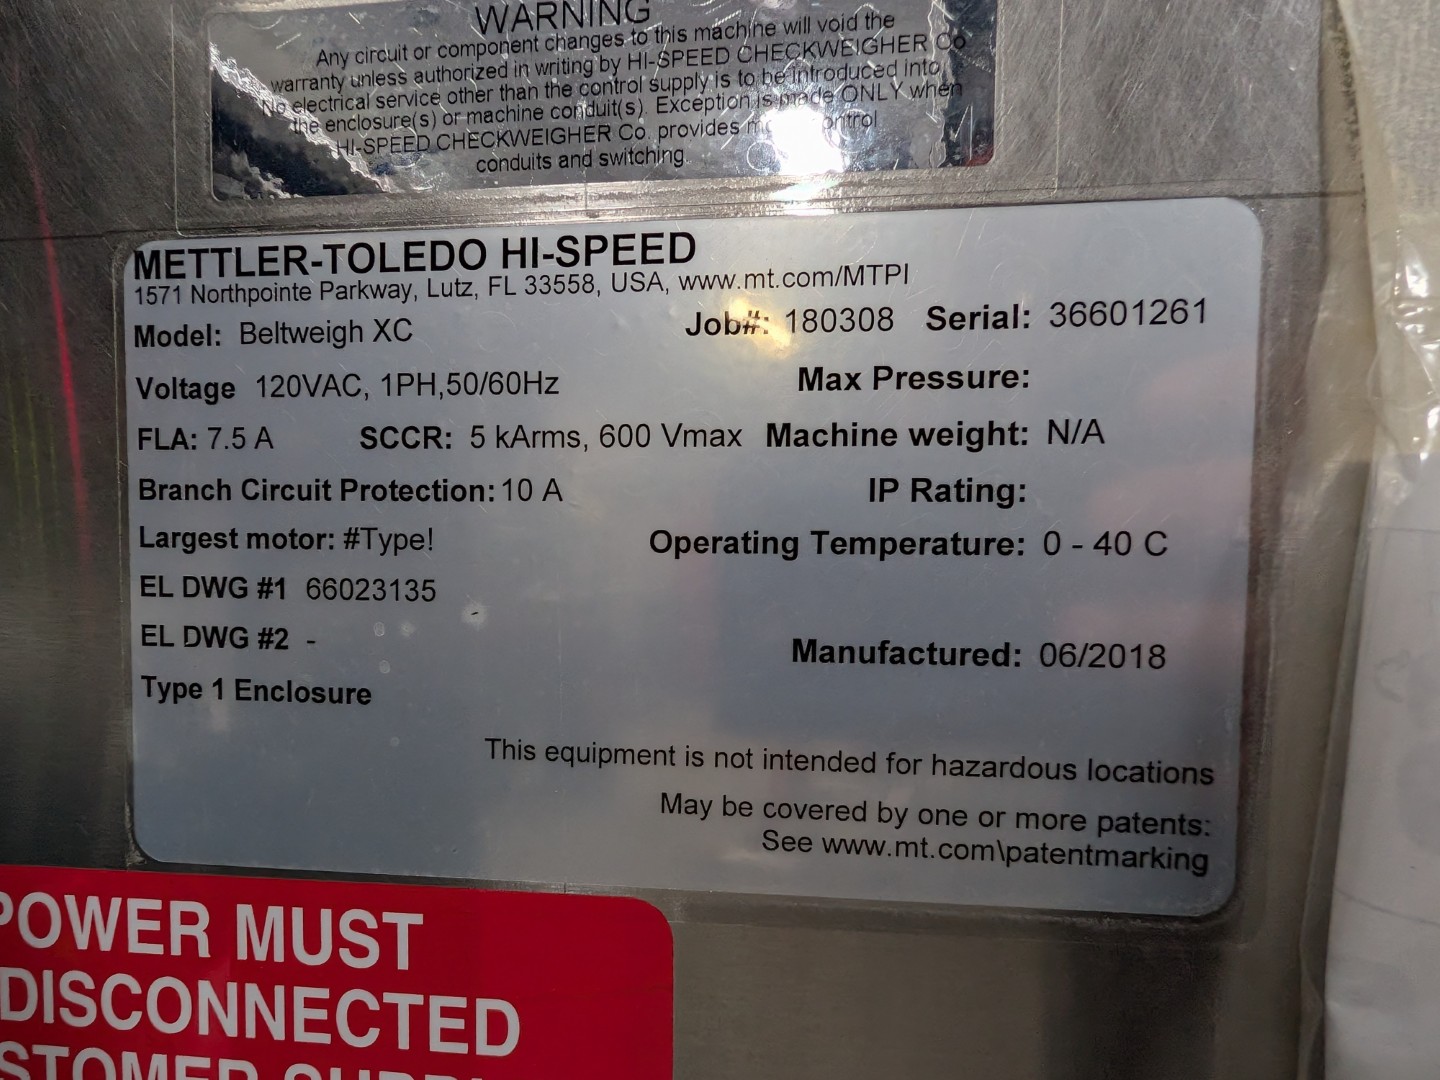 WARNING
Any circuit or component changes to this machine will void the
warranty unless authorized in writing by HI-SPEED CHECKWEIGHER Co
No electrical service other than the control supply is to be introduced into
the enclosure(s) or machine conduit(s). Exception is made ONLY when
HI-SPEED CHECKWEIGHER Co. provides control
conduits and switching.
METTLER-TOLEDO HI-SPEED
1571 Northpointe Parkway, Lutz, FL 33558, USA, www.mt.com/MTPI
Model: Beltweigh XC Job#: 180308 Serial: 36601261
Voltage 120VAC, 1PH,50/60Hz Max Pressure:
FLA: 7.5 A SCCR: 5 kArms, 600 Vmax Machine weight: N/A
Branch Circuit Protection: 10 A IP Rating:
Largest motor: #Type! Operating Temperature: 0 - 40 C
EL DWG #1 66023135
EL DWG #2 -
Manufactured: 06/2018
Type 1 Enclosure
This equipment is not intended for hazardous locations
May be covered by one or more patents:
See www.mt.com\patentmarking
POWER MUST
DISCONNECTED